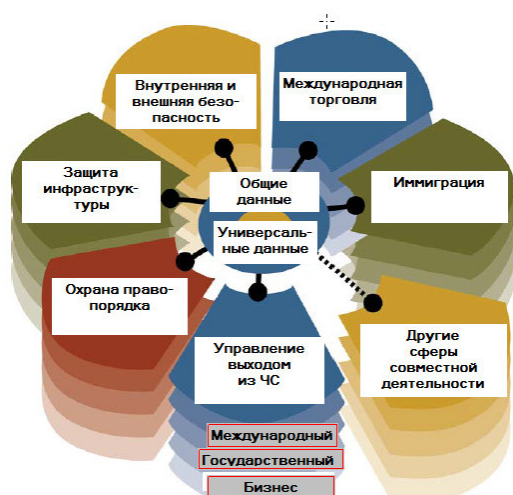 Внутренняя и
внешняя безо-
пасность
Международная
торговля
Защита
инфраструк-
туры
Общие
данные
Иммиграция
Универсаль-
ные данные
Охрана право-
порядка
Управление
выходом
из ЧС
Другие
сферы
совместной
деятельности
Международный
Государственный
Бизнес